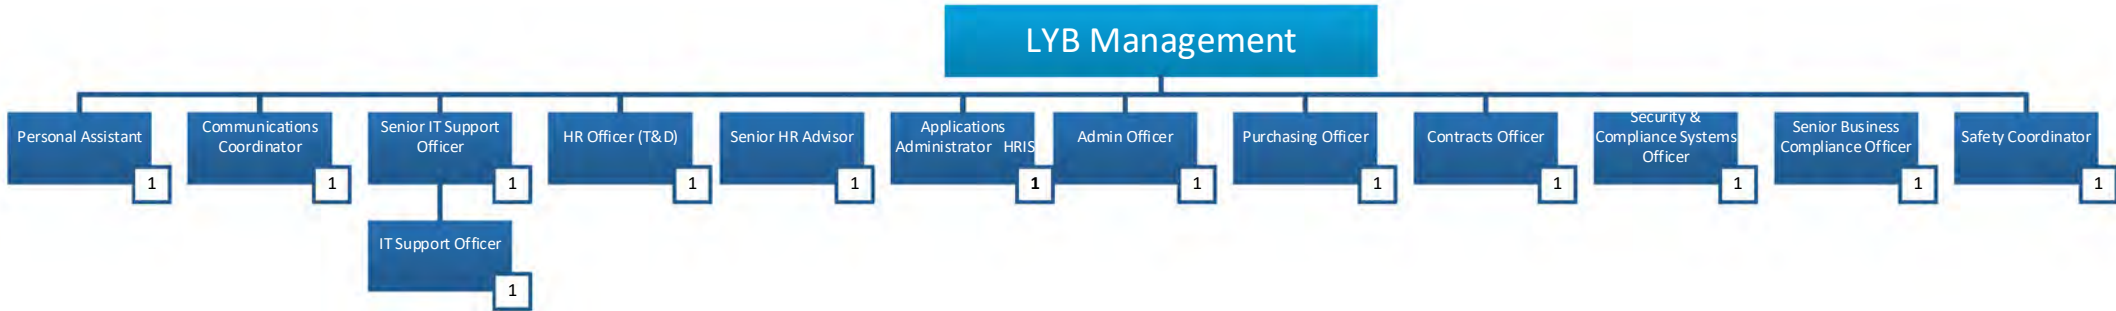 LYB Management
Personal Assistant
1
Communications
Coordinator
1
Senior IT Support
Officer
1
HR Officer (T&D)
1
Senior HR Advisor
1
Applications
Administrator HRIS
1
Admin Officer
1
Purchasing Officer
1
Contracts Officer
1
Security &
Compliance Systems
Officer
1
Senior Business
Compliance Officer
1
Safety Coordinator
1
IT Support Officer
1